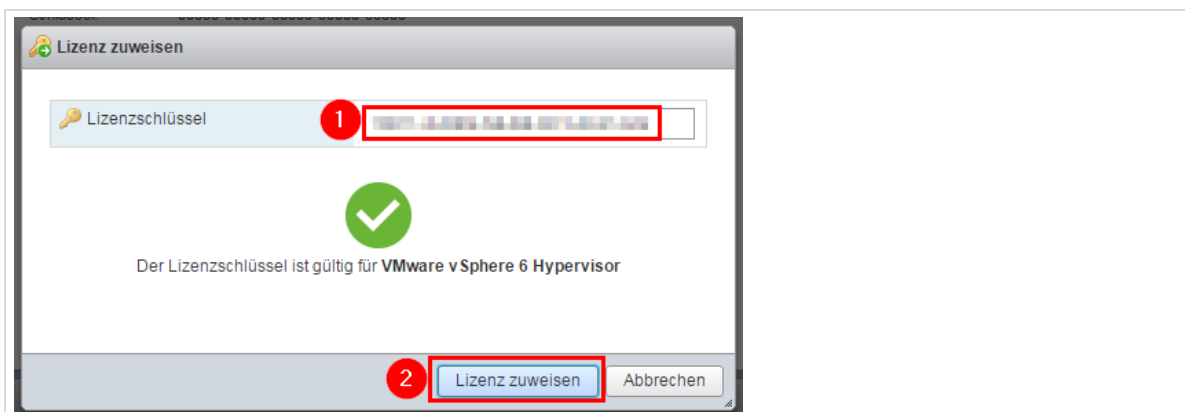 Lizenz zuweisen
Lizenzschlüssel
1
Der Lizenzschlüssel ist gültig für VMware vSphere 6 Hypervisor
2
Lizenz zuweisen
Abbrechen